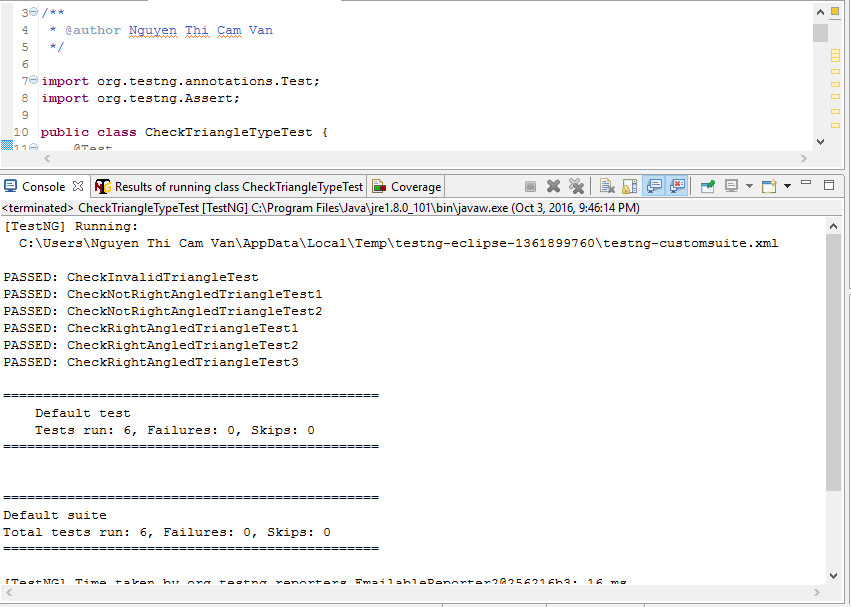 3 /**
4 * @author Nguyen Thi Cam Van
5 */
6
7 import org.testng.annotations.Test;
8 import org.testng.Assert;
9
10 public class CheckTriangleTypeTest {
11 @Test
Console Results of running class CheckTriangleTypeTest Coverage
<terminated> CheckTriangleTypeTest [TestNG] C:\Program Files\Java\jre1.8.0_101\bin\javaw.exe (Oct 3, 2016, 9:46:14 PM)
[TestNG] Running:
C:\Users\Nguyen Thi Cam Van\AppData\Local\Temp\testng-eclipse-1361899760\testng-customsuite.xml
PASSED: CheckInvalidTriangleTest
PASSED: CheckNotRightAngledTriangleTest1
PASSED: CheckNotRightAngledTriangleTest2
PASSED: CheckRightAngledTriangleTest1
PASSED: CheckRightAngledTriangleTest2
PASSED: CheckRightAngledTriangleTest3
===============================================
Default test
Tests run: 6, Failures: 0, Skips: 0
===============================================
===============================================
Default suite
Total tests run: 6, Failures: 0, Skips: 0
===============================================
[TestNG] Time taken by org.testng.reporters.EmailableReporter2@56216b3: 16 ms